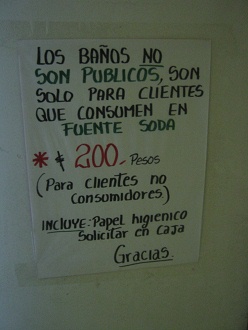 LOS BAÑOS NO
SON PUBLICOS, SON
SOLO PARA CLIENTES
QUE CONSUMEN EN
FUENTE SODA
* $ 200.- Pesos
(Para clientes no
consumidores.)
INCLUYE: Papel higienico
Solicitar en caja
Gracias.